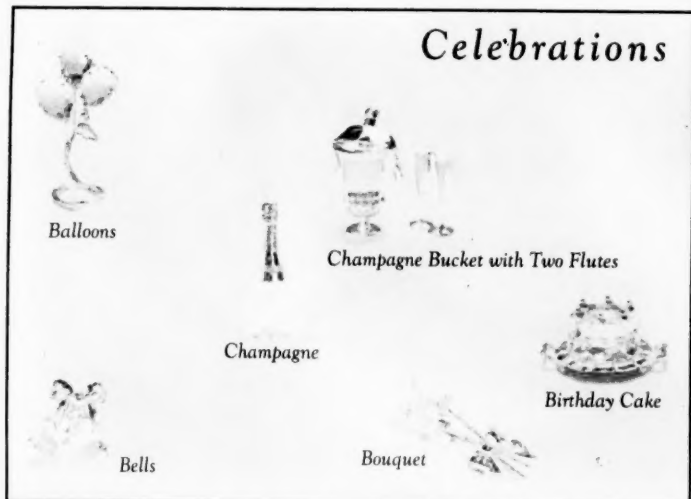 Celebrations
Balloons
Champagne Bucket with Two Flutes
Champagne
Birthday Cake
Bells
Bouquet